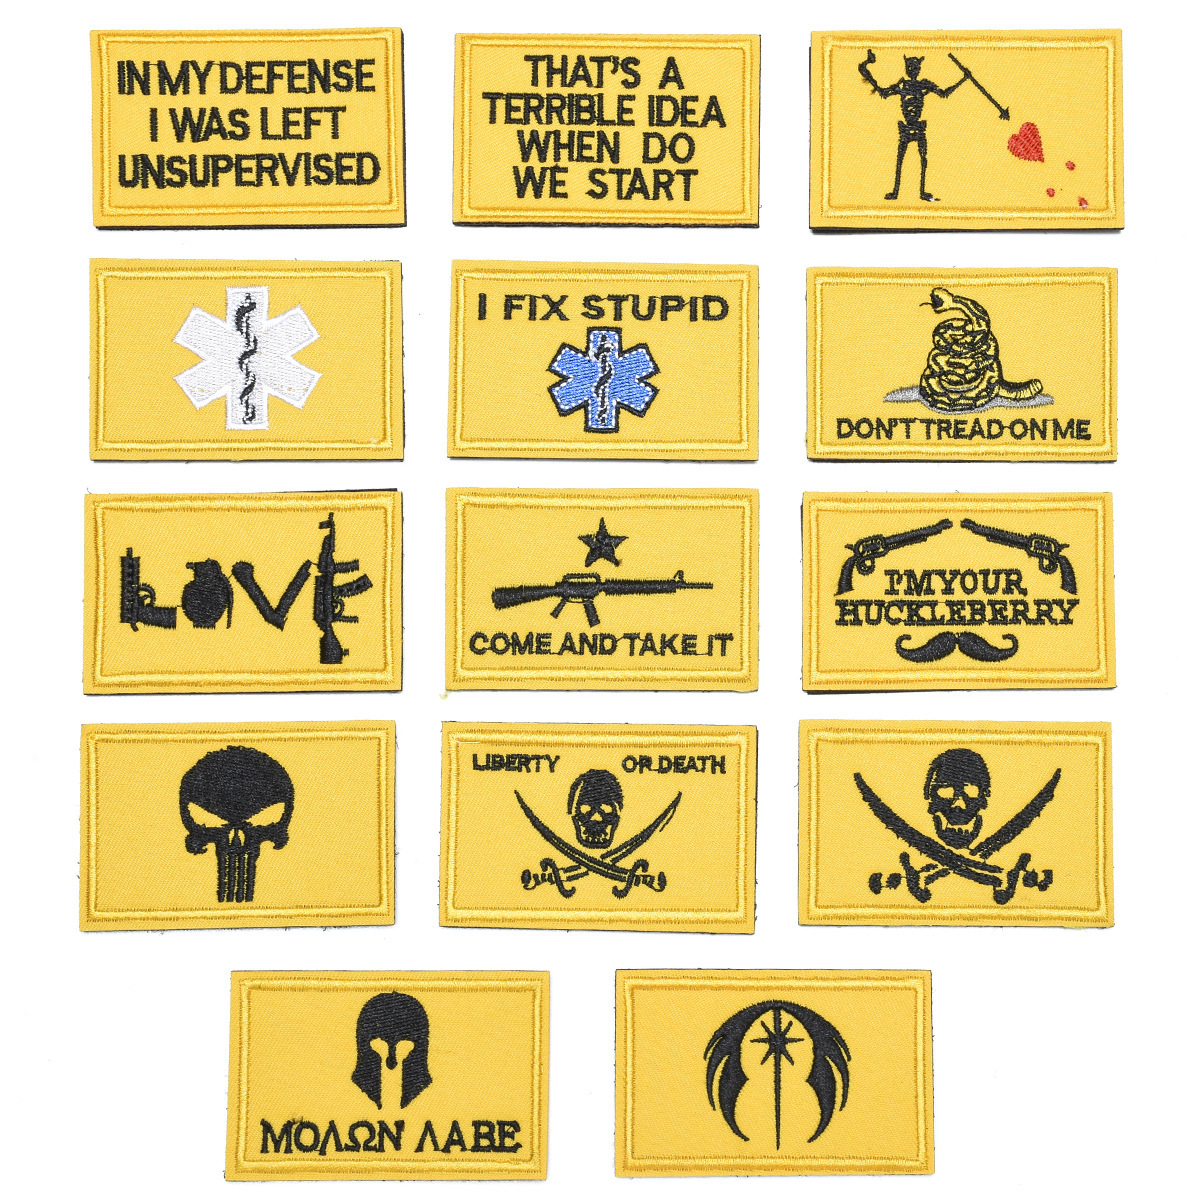 IN MY DEFENSE
I WAS LEFT
UNSUPERVISED
THAT'S A
TERRIBLE IDEA
WHEN DO
WE START
I FIX STUPID
DON'T TREAD ON ME
LOVE
COME AND TAKE IT
I'M YOUR
HUCKLEBERRY
LIBERTY OR DEATH
ΜΟΛΩΝ ΛΑΒΕ